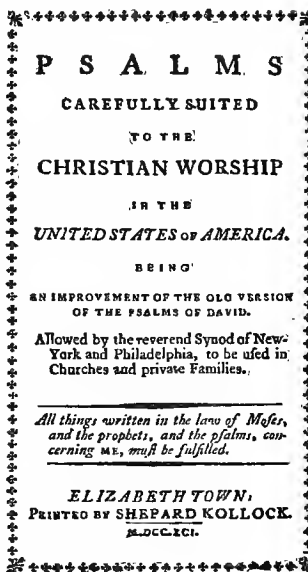 PSALMS
CAREFULLY SUITED
TO THE
CHRISTIAN WORSHIP
IN THE
UNITED STATES OF AMERICA.
BEING
AN IMPROVEMENT OF THE OLD VERSION
OF THE PSALMS OF DAVID.
Allowed by the reverend Synod of New-
York and Philadelphia, to be uſed in
Churches and private Families.
All things written in the law of Moſes,
and the prophets, and the pſalms, con-
cerning ME, muſt be fulfilled.
ELIZABETH TOWN:
PRINTED BY SHEPARD KOLLOCK.
M.DCC.XCI.